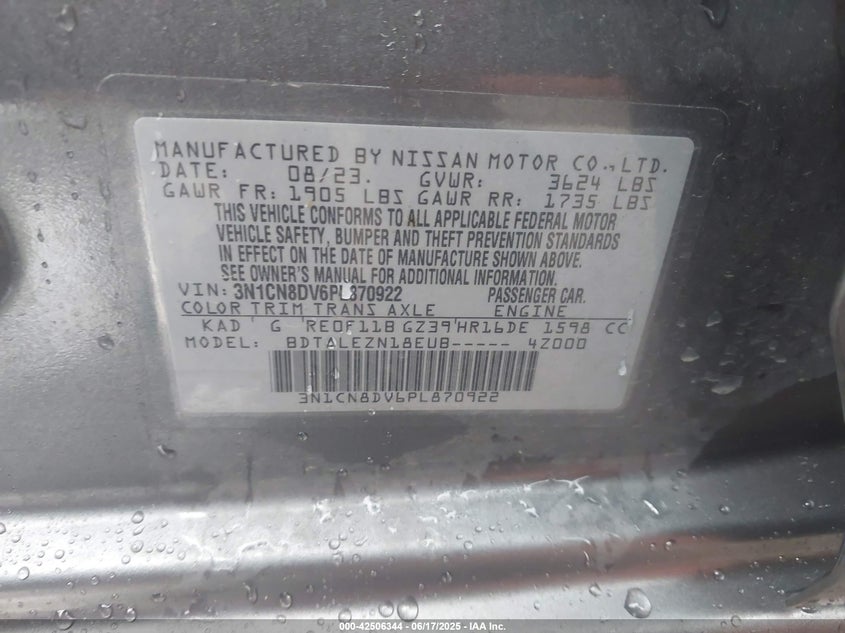 MANUFACTURED BY NISSAN MOTOR CO.,LTD.
DATE: 08/23. GVWR: 3624 LBS
GAWR FR: 1905 LBS GAWR RR: 1735 LBS
THIS VEHICLE CONFORMS TO ALL APPLICABLE FEDERAL MOTOR
VEHICLE SAFETY, BUMPER AND THEFT PREVENTION STANDARDS
IN EFFECT ON THE DATE OF MANUFACTURE SHOWN ABOVE.
SEE OWNER'S MANUAL FOR ADDITIONAL INFORMATION.
VIN: 3N1CN8DV6PL870922 PASSENGER CAR.
COLOR TRIM TRANS AXLE ENGINE
KAD G RE0F11B GZ39 HR16DE 1598 CC
MODEL: BDTALEZN18EUB----- 4Z000
3N1CN8DV6PL870922
000-42506344 - 06/17/2025 - IAA Inc.